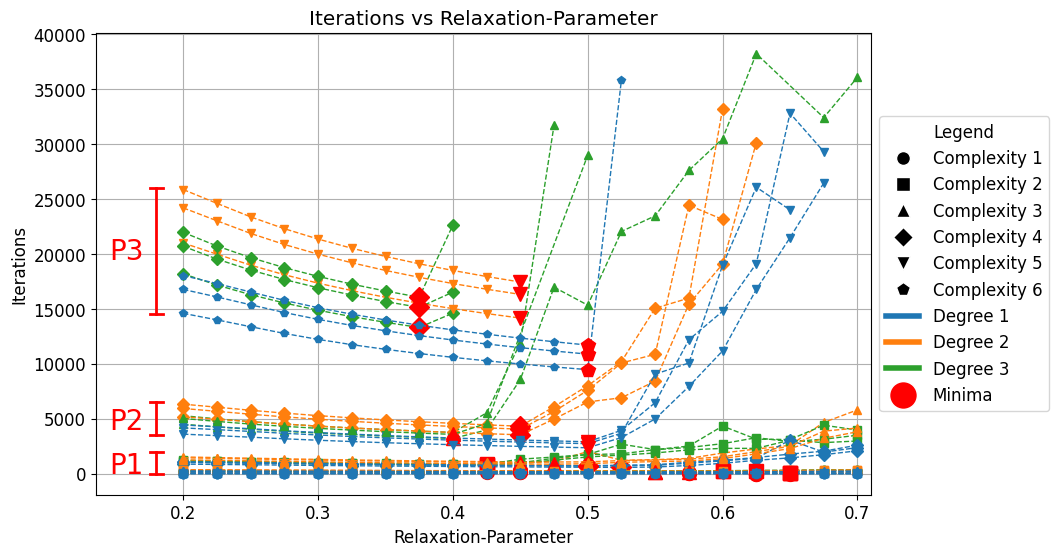 Iterations vs Relaxation-Parameter
40000
35000
30000
25000
20000
15000
10000
5000
0
Iterations
P3
P2
P1
0.2
0.3
0.4
0.5
0.6
0.7
Relaxation-Parameter
Legend
Complexity 1
Complexity 2
Complexity 3
Complexity 4
Complexity 5
Complexity 6
Degree 1
Degree 2
Degree 3
Minima